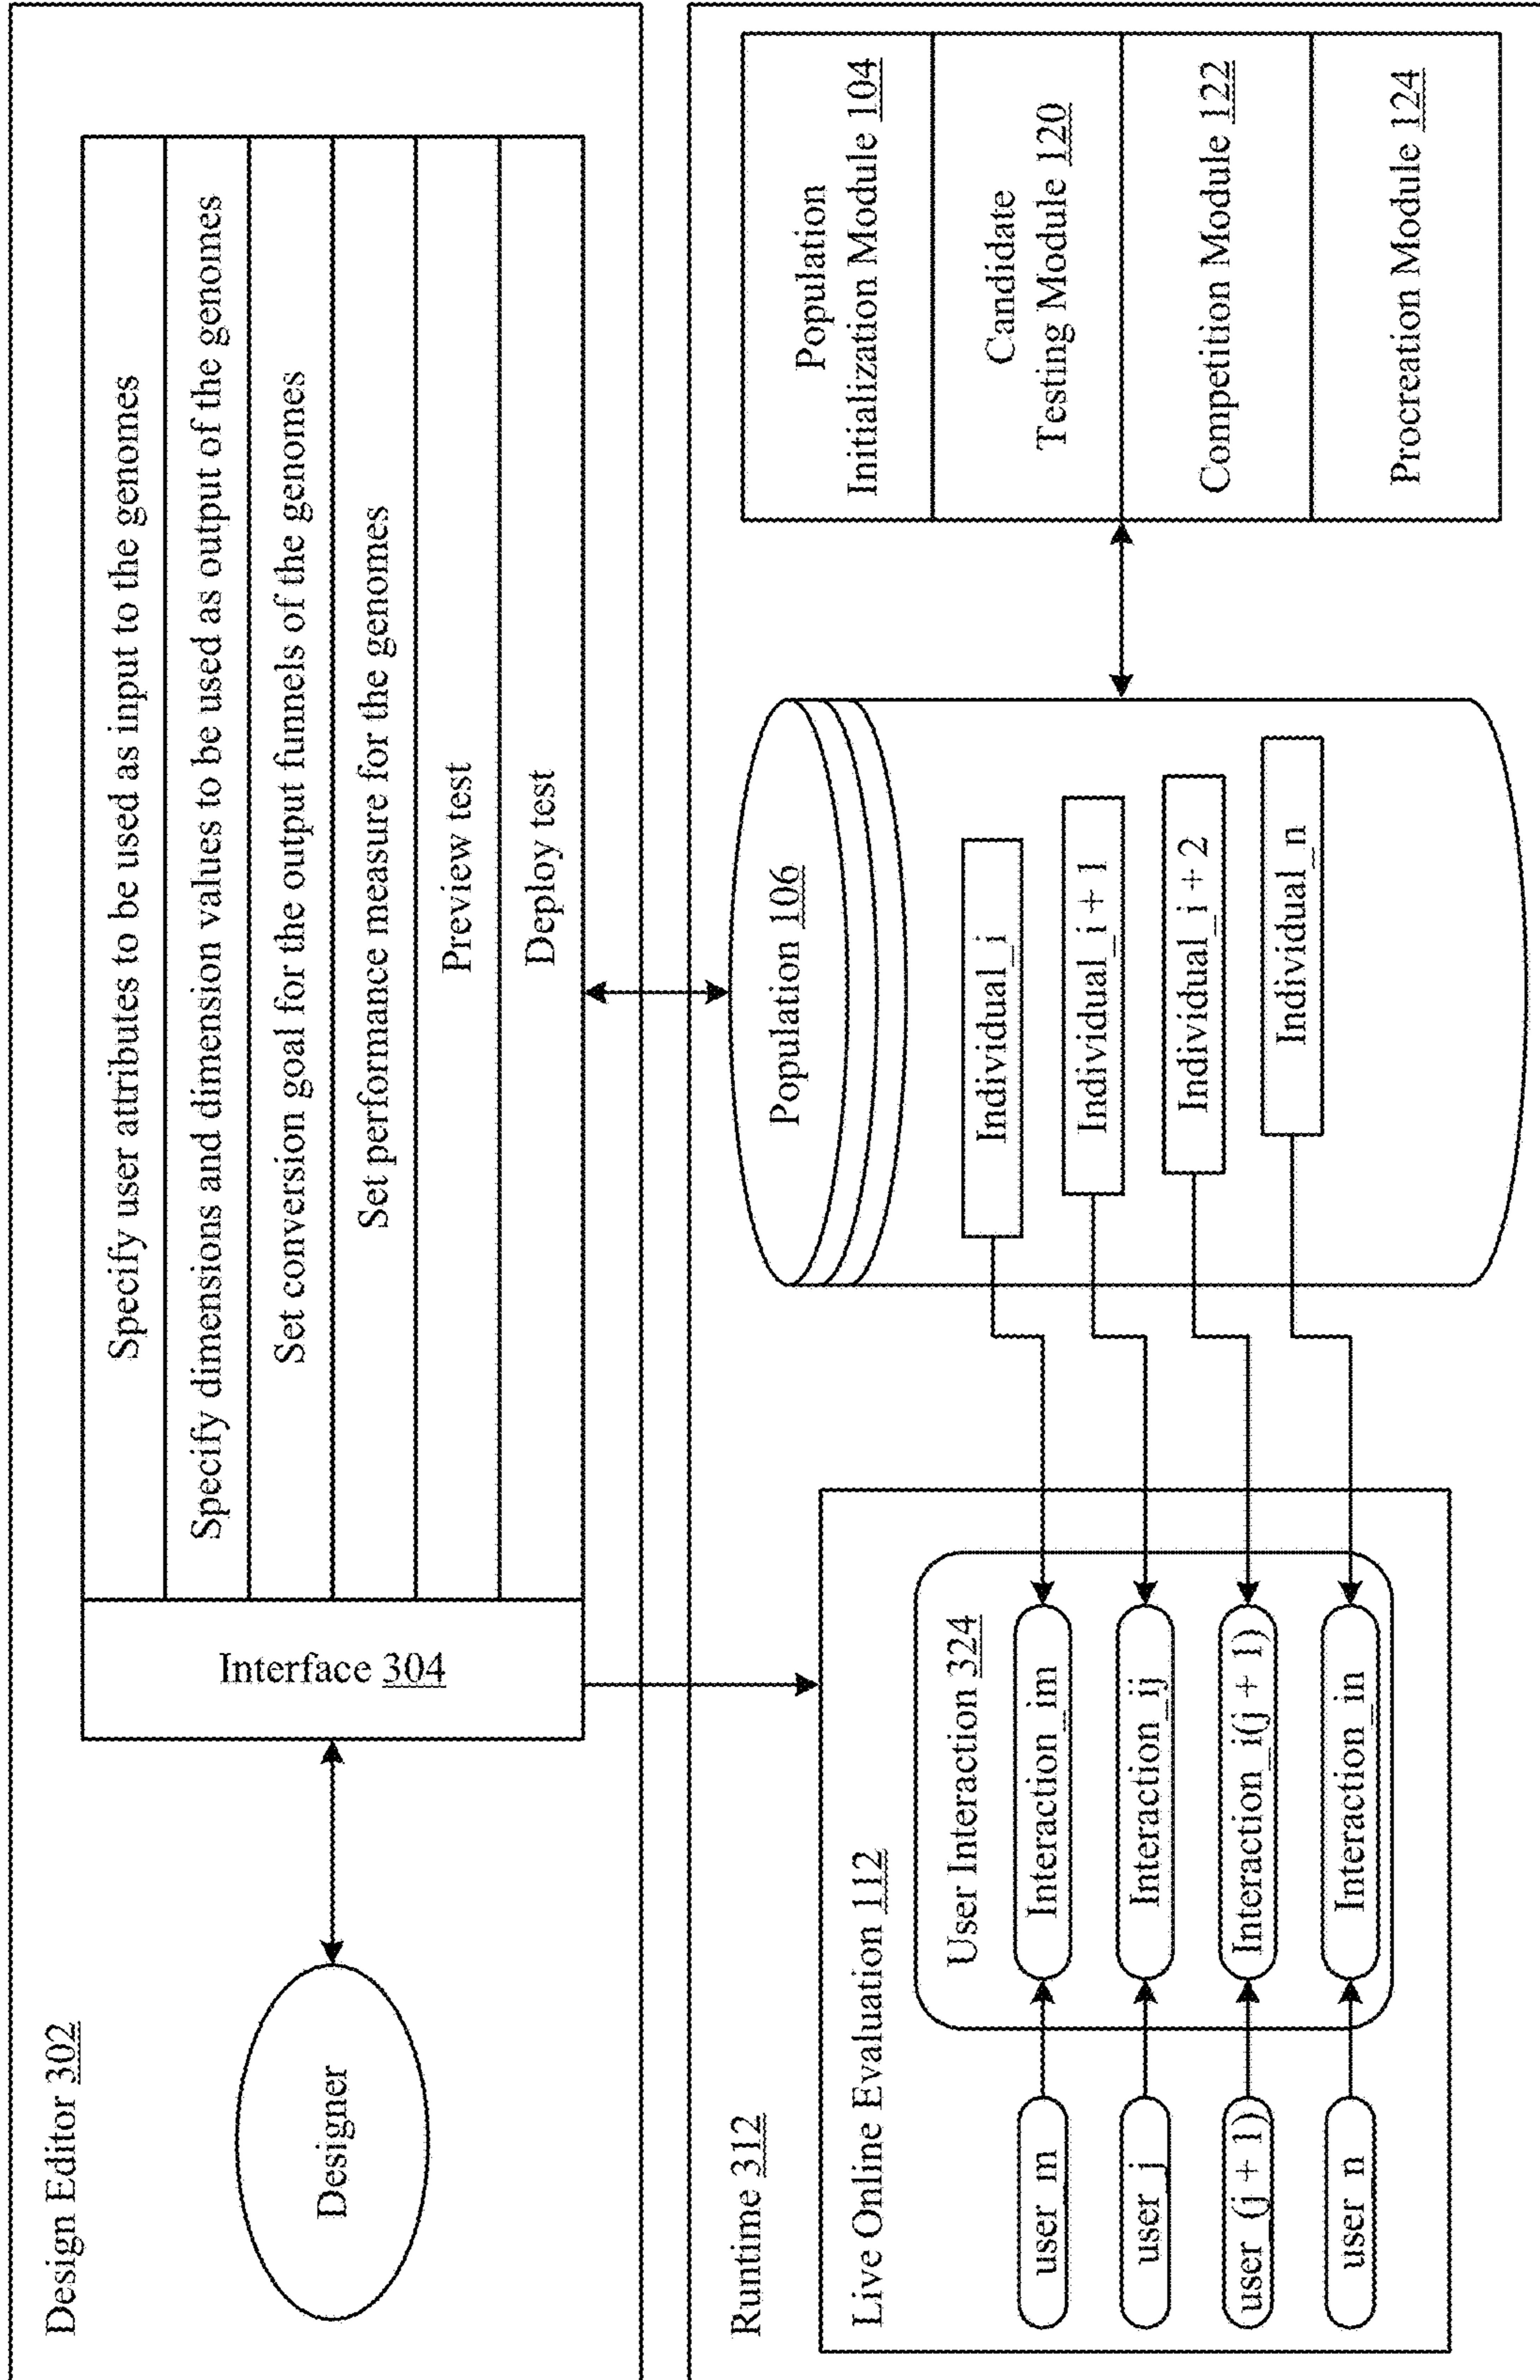 Design Editor 302
Designer
Interface 304
Specify user attributes to be used as input to the genomes
Specify dimensions and dimension values to be used as output of the genomes
Set conversion goal for the output funnels of the genomes
Set performance measure for the genomes
Preview test
Deploy test
Runtime 312
Live Online Evaluation 112
User Interaction 324
user_m
Interaction_im
user_j
Interaction_ij
user_(j + 1)
Interaction_i(j + 1)
user_n
Interaction_in
Population 106
Individual_i
Individual_i + 1
Individual_i + 2
Individual_n
Population
Initialization Module 104
Candidate
Testing Module 120
Competition Module 122
Procreation Module 124